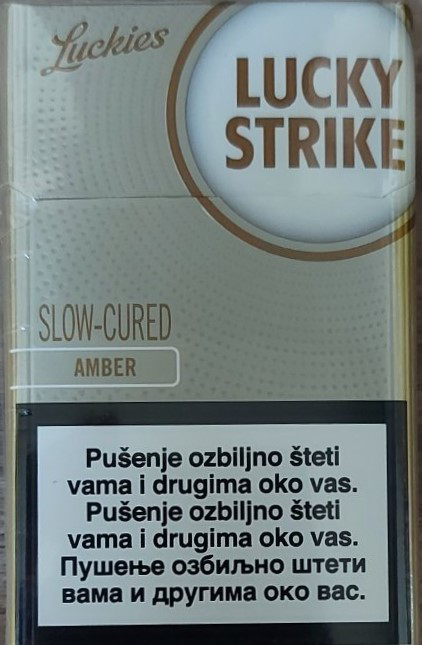 Luckies
LUCKY
STRIKE
SLOW-CURED
AMBER
Pušenje ozbiljno šteti
vama i drugima oko vas.
Pušenje ozbiljno šteti
vama i drugima oko vas.
Пушење озбиљно штети
вама и другима око вас.